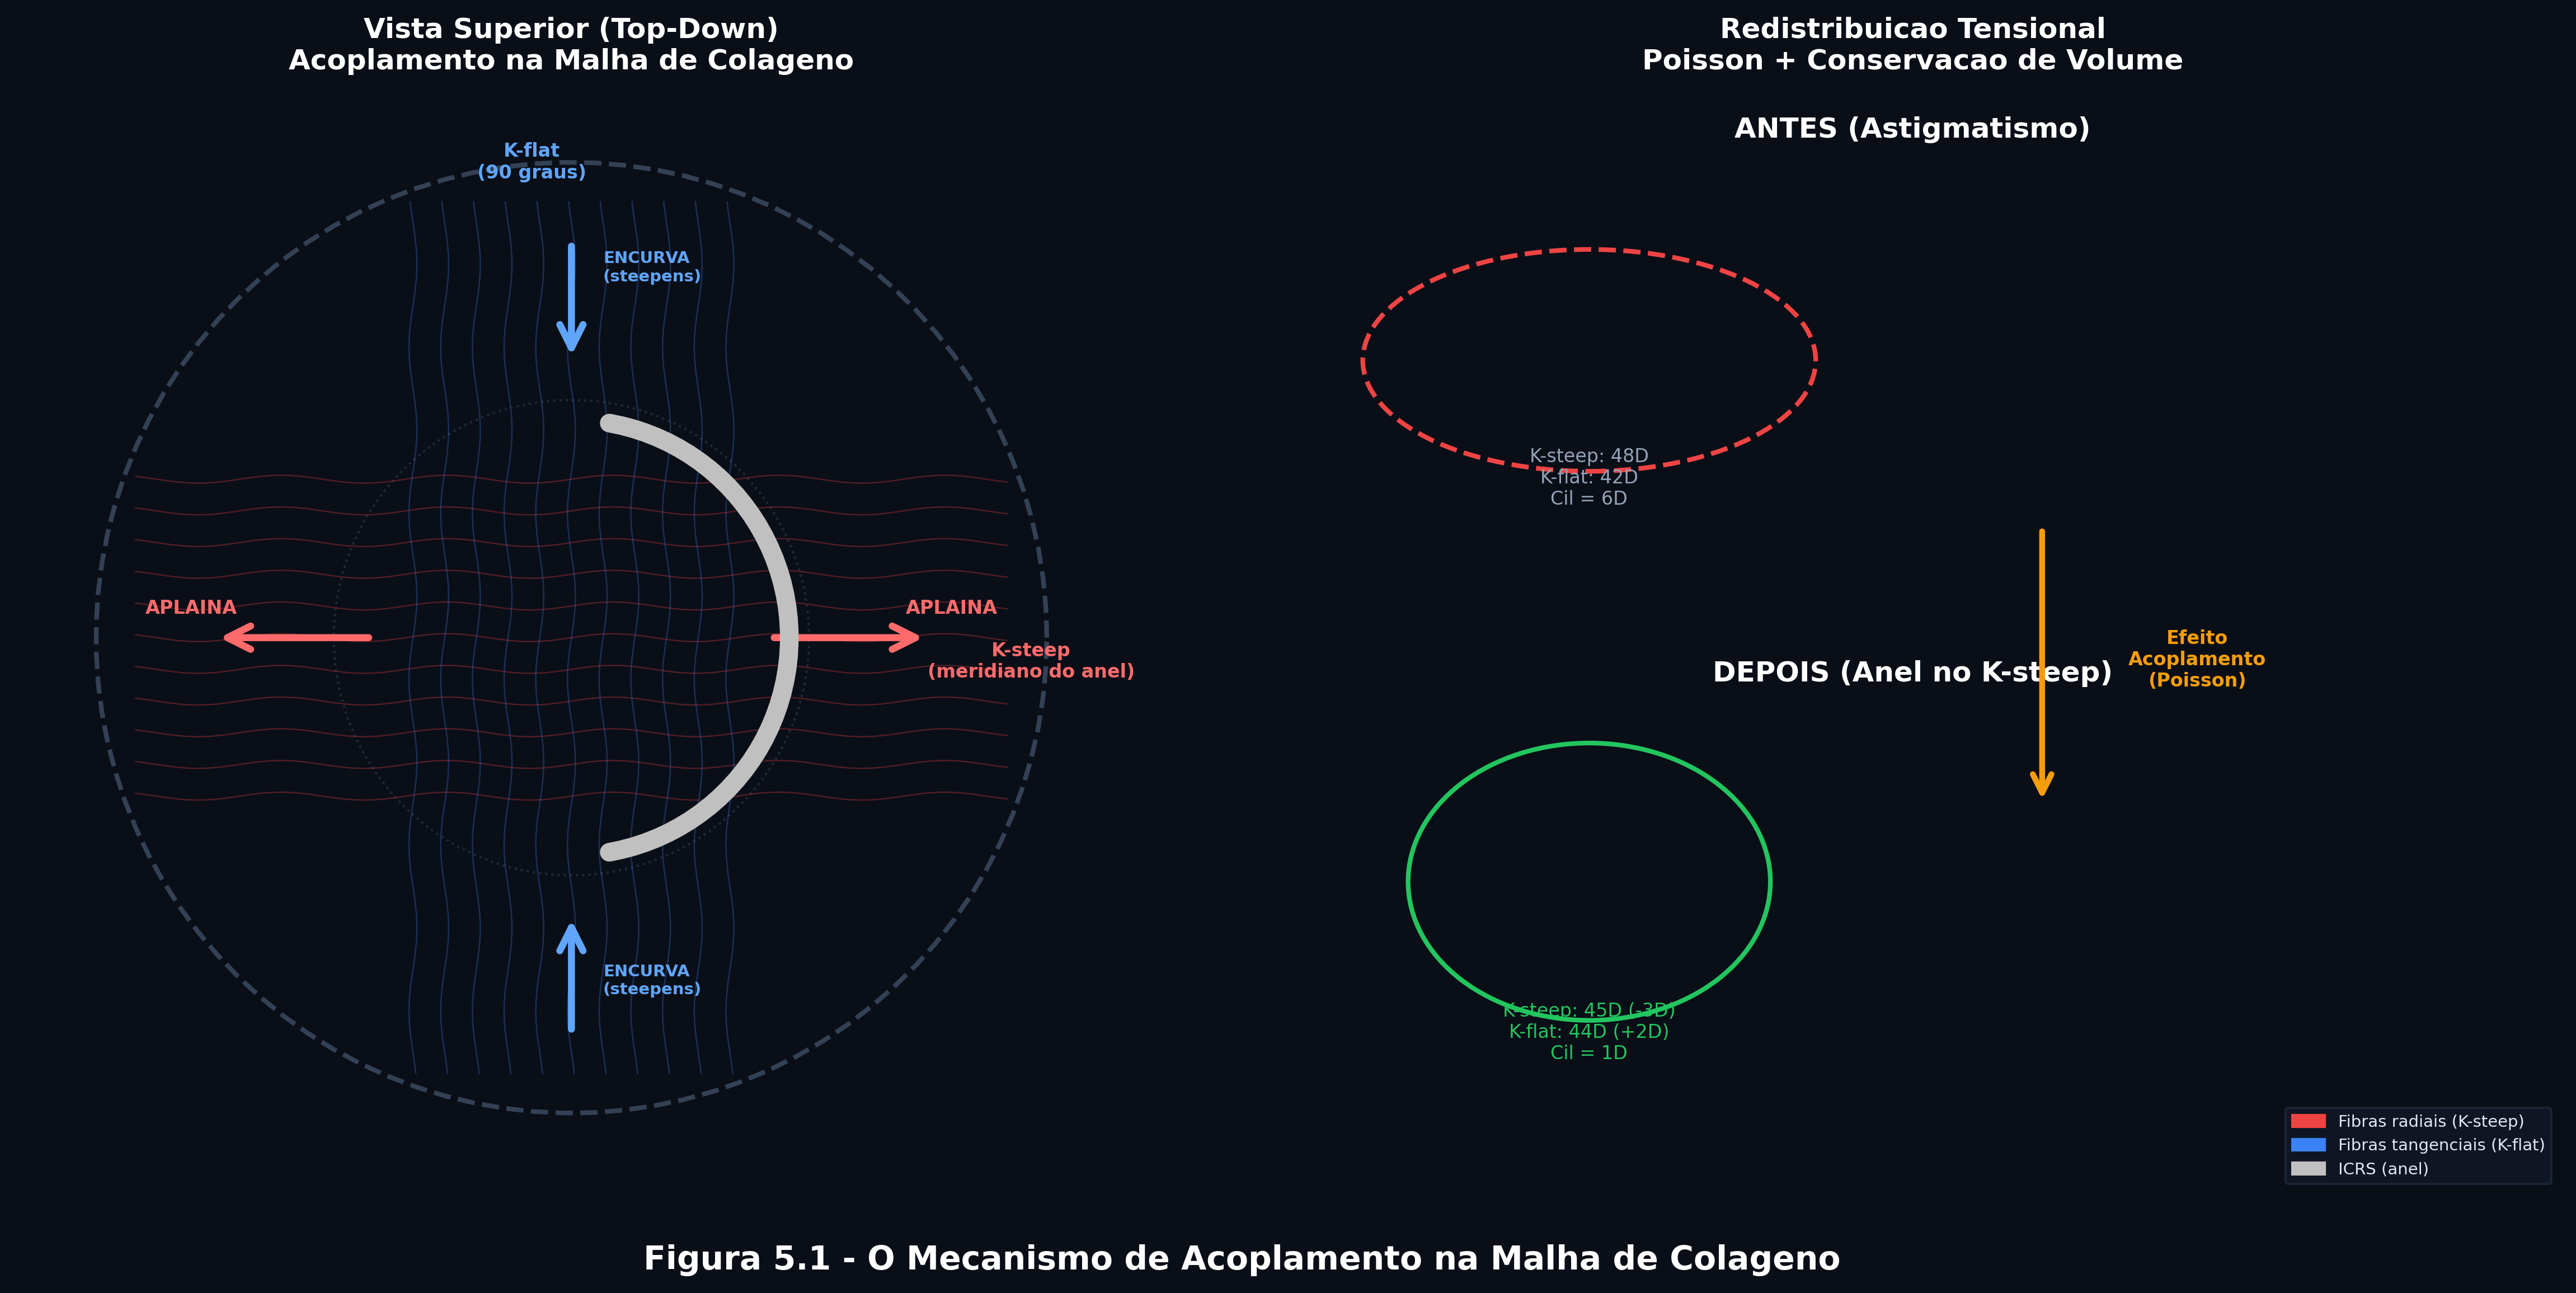 Vista Superior (Top-Down)
Acoplamento na Malha de Colageno
K-flat
(90 graus)
ENCURVA
(steepens)
APLAINA
APLAINA
K-steep
(meridiano do anel)
ENCURVA
(steepens)
Redistribuicao Tensional
Poisson + Conservacao de Volume
ANTES (Astigmatismo)
K-steep: 48D
K-flat: 42D
Cil = 6D
DEPOIS (Anel no K-steep)
Efeito
Acoplamento
(Poisson)
K-steep: 45D (-3D)
K-flat: 44D (+2D)
Cil = 1D
Fibras radiais (K-steep)
Fibras tangenciais (K-flat)
ICRS (anel)
Figura 5.1 - O Mecanismo de Acoplamento na Malha de Colageno